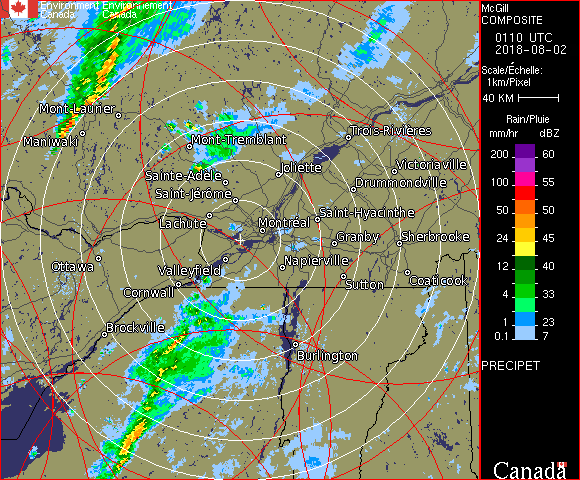 Environment Environnement
Canada Canada
McGill
COMPOSITE
0110 UTC
2018-08-02
Scale/Échelle:
1km/Pixel
40 KM
Rain/Pluie
mm/hr dBZ
200 60
100 55
50 50
24 45
12 40
4 33
1 23
0.1 7
PRECIPET
Canada
Mont-Laurier
Maniwaki
Mont-Tremblant
Trois-Rivières
Joliette
Victoriaville
Sainte-Adèle
Drummondville
Saint-Jérôme
Lachute
Saint-Hyacinthe
Montréal
Granby
Sherbrooke
Ottawa
Valleyfield
Napierville
Cornwall
Sutton
Coaticook
Brockville
Burlington